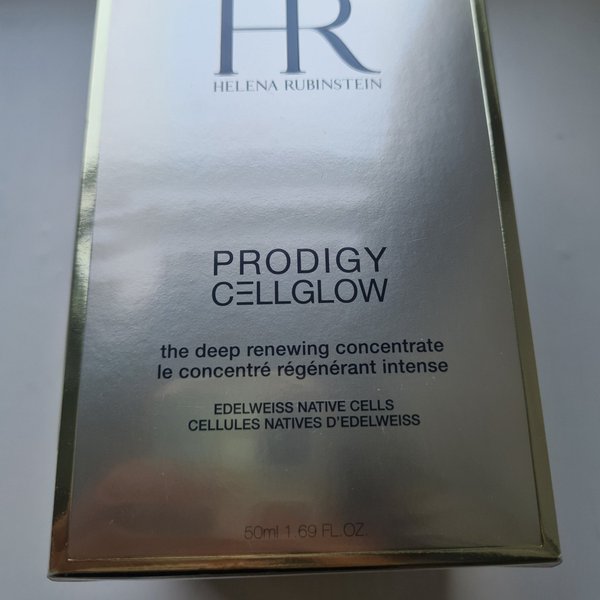 HR
HELENA RUBINSTEIN
PRODIGY
CELLGLOW
the deep renewing concentrate
le concentré régénérant intense
EDELWEISS NATIVE CELLS
CELLULES NATIVES D'EDELWEISS
50ml 1.69 FL.OZ.